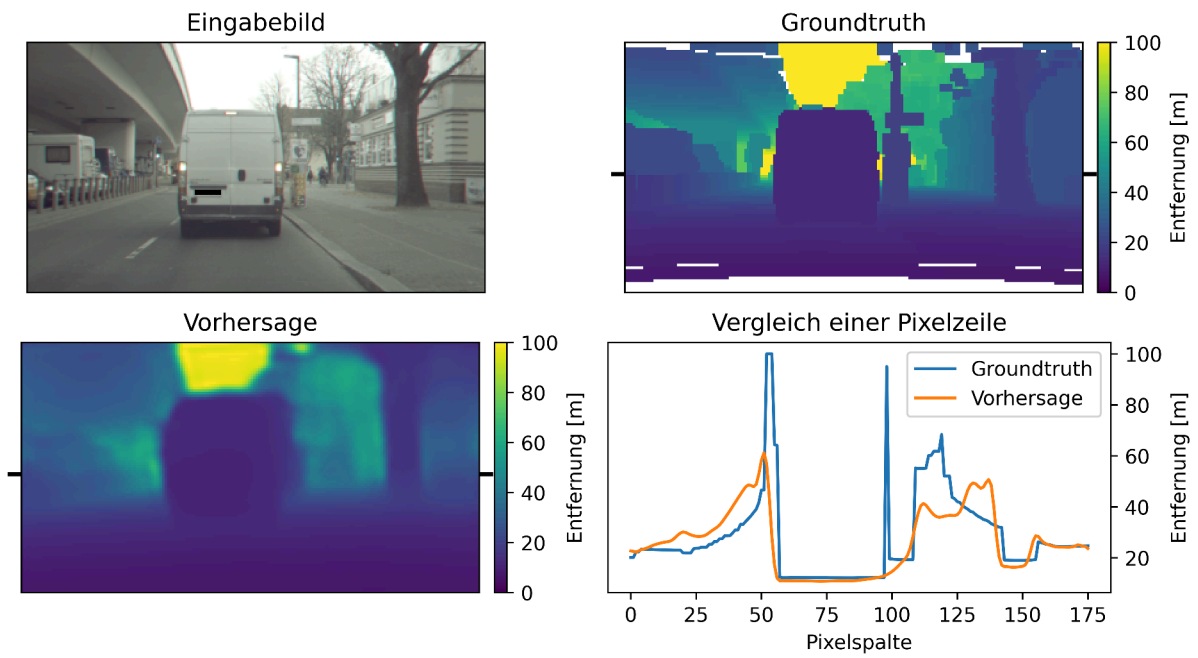 Eingabebild
Groundtruth
100
80
60
40
20
0
Entfernung [m]
Vorhersage
100
80
60
40
20
0
Entfernung [m]
Vergleich einer Pixelzeile
Groundtruth
Vorhersage
100
80
60
40
20
Entfernung [m]
0 25 50 75 100 125 150 175
Pixelspalte